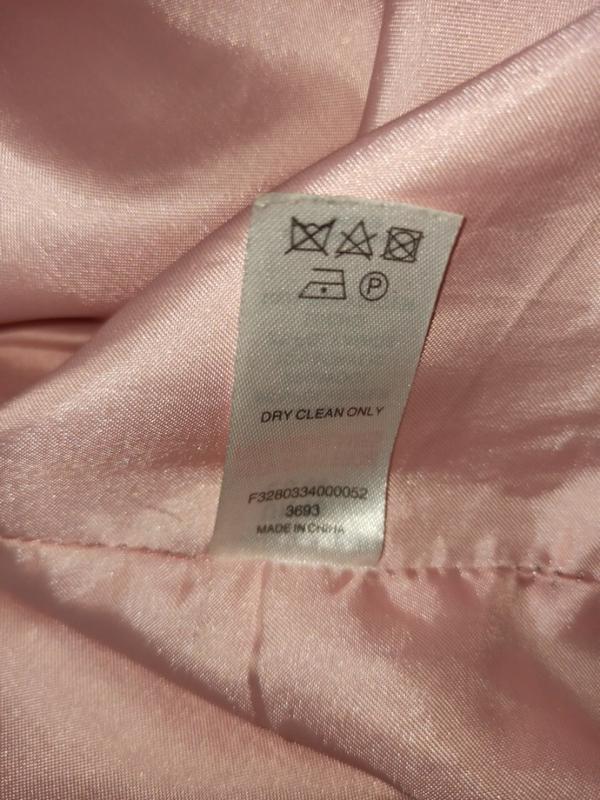 P
DRY CLEAN ONLY
F3280334000052
3693
MADE IN CHINA